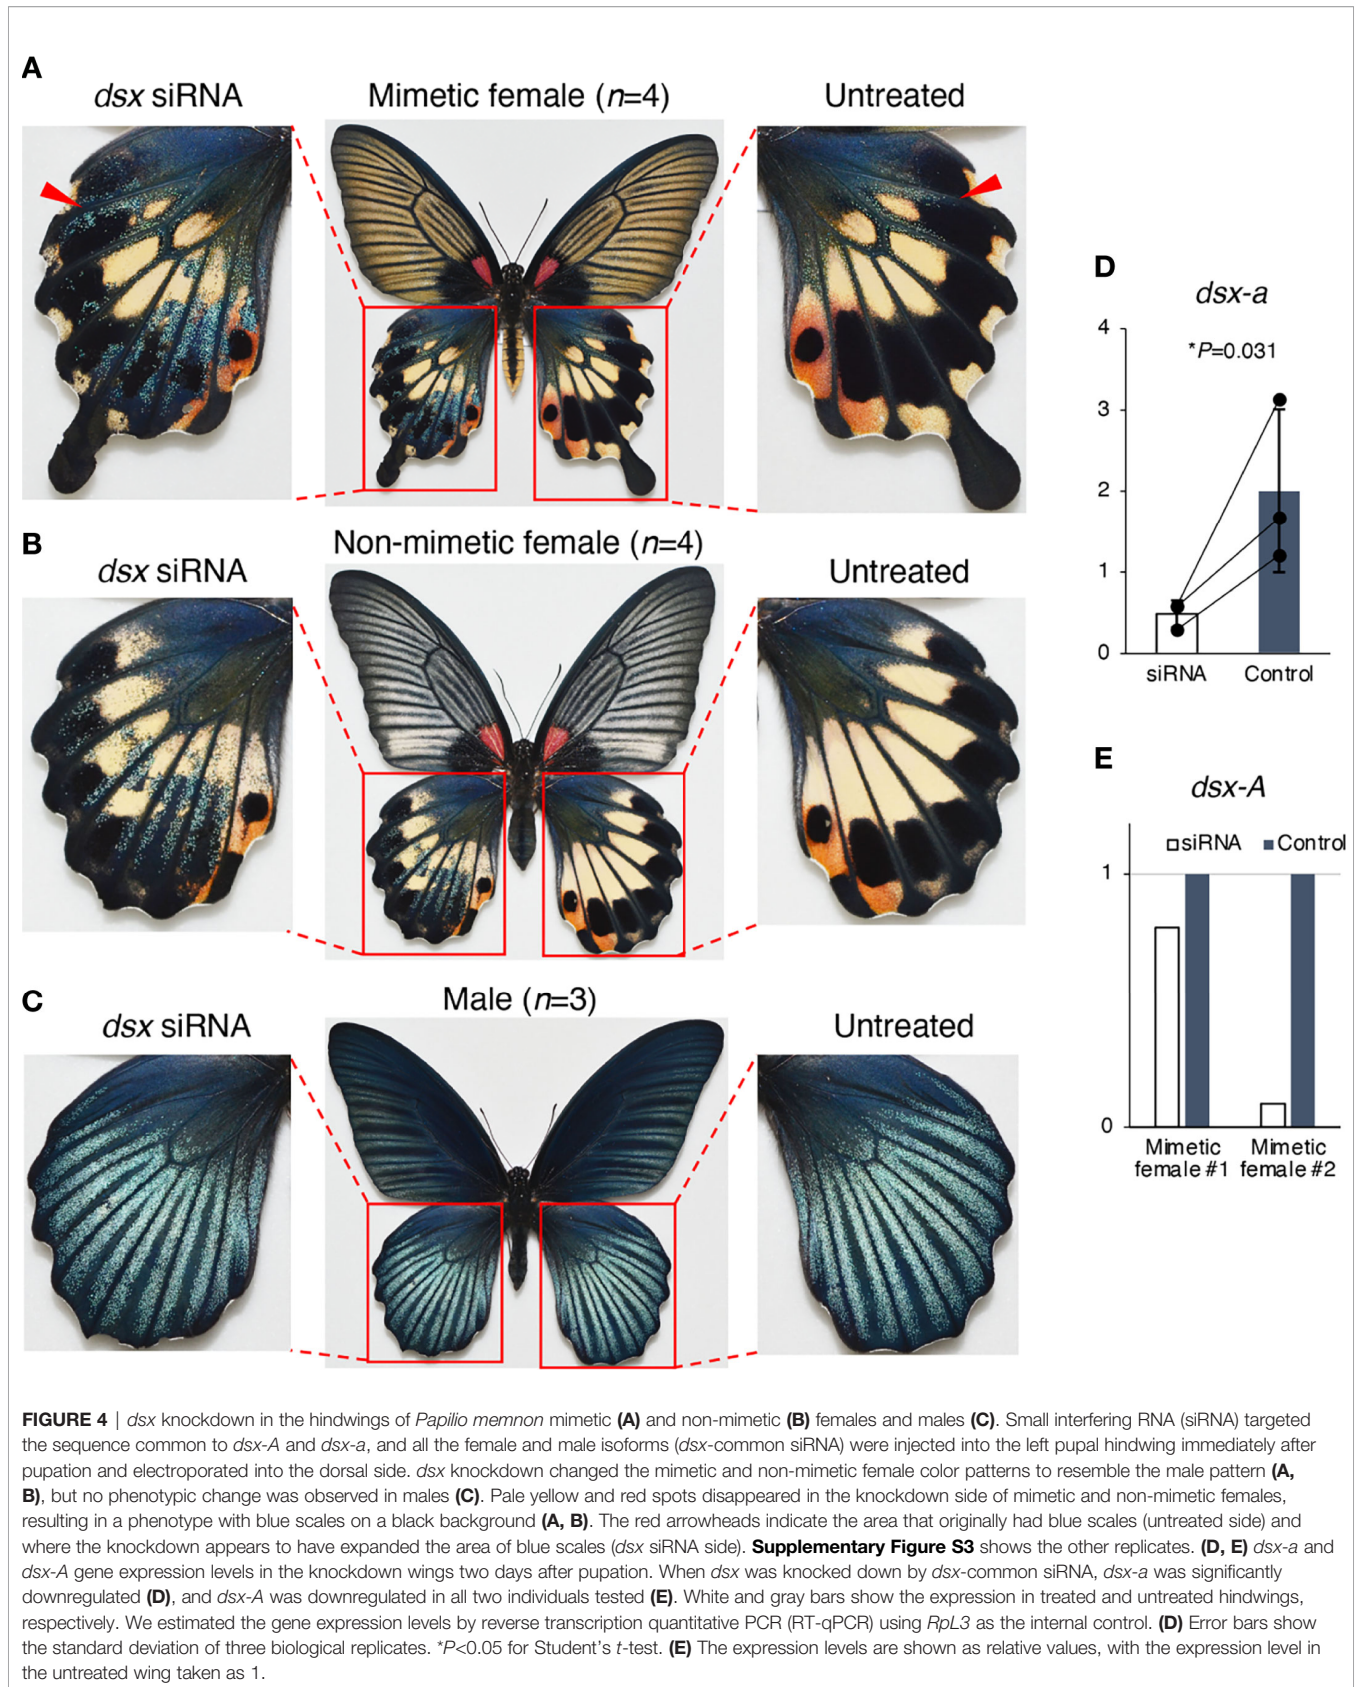 A
dsx siRNA
Mimetic female (n=4)
Untreated
B
dsx siRNA
Non-mimetic female (n=4)
Untreated
C
dsx siRNA
Male (n=3)
Untreated
D
dsx-a
*P=0.031
4
3
2
1
0
siRNA
Control
E
dsx-A
siRNA
Control
1
0
Mimetic
female #1
Mimetic
female #2
FIGURE 4 | dsx knockdown in the hindwings of Papilio memnon mimetic (A) and non-mimetic (B) females and males (C). Small interfering RNA (siRNA) targeted
the sequence common to dsx-A and dsx-a, and all the female and male isoforms (dsx-common siRNA) were injected into the left pupal hindwing immediately after
pupation and electroporated into the dorsal side. dsx knockdown changed the mimetic and non-mimetic female color patterns to resemble the male pattern (A,
B), but no phenotypic change was observed in males (C). Pale yellow and red spots disappeared in the knockdown side of mimetic and non-mimetic females,
resulting in a phenotype with blue scales on a black background (A, B). The red arrowheads indicate the area that originally had blue scales (untreated side) and
where the knockdown appears to have expanded the area of blue scales (dsx siRNA side). Supplementary Figure S3 shows the other replicates. (D, E) dsx-a and
dsx-A gene expression levels in the knockdown wings two days after pupation. When dsx was knocked down by dsx-common siRNA, dsx-a was significantly
downregulated (D), and dsx-A was downregulated in all two individuals tested (E). White and gray bars show the expression in treated and untreated hindwings,
respectively. We estimated the gene expression levels by reverse transcription quantitative PCR (RT-qPCR) using RpL3 as the internal control. (D) Error bars show
the standard deviation of three biological replicates. *P<0.05 for Student's t-test. (E) The expression levels are shown as relative values, with the expression level in
the untreated wing taken as 1.